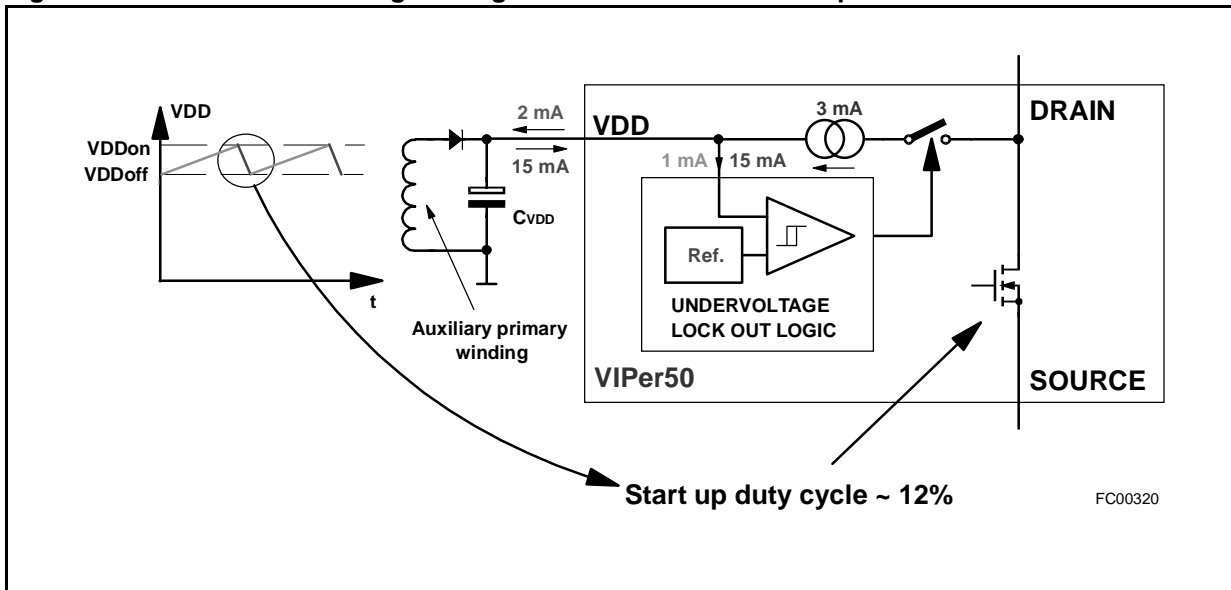 VDD
VDDon
VDDoff
t
Auxiliary primary
winding
CVDD
2 mA
15 mA
VDD
1 mA
15 mA
3 mA
DRAIN
Ref.
UNDERVOLTAGE
LOCK OUT LOGIC
VIPer50
SOURCE
Start up duty cycle ~ 12%
FC00320